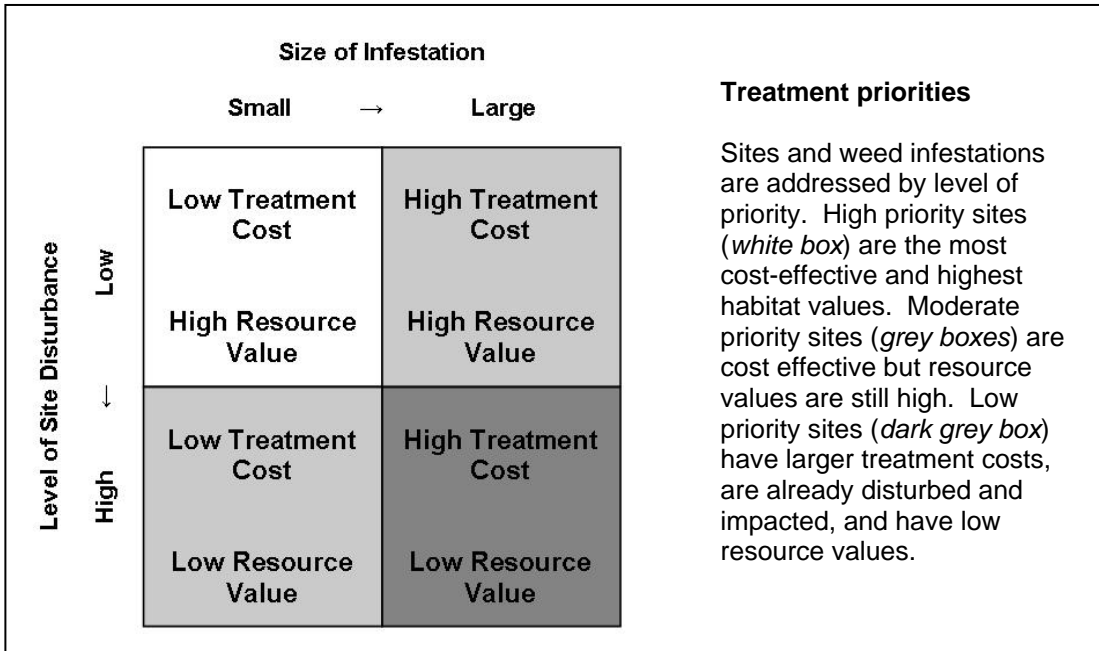 Size of Infestation
Small → Large
Level of Site Disturbance
Low → High
Low Treatment
Cost
High Resource
Value
High Treatment
Cost
High Resource
Value
Low Treatment
Cost
Low Resource
Value
High Treatment
Cost
Low Resource
Value
Treatment priorities
Sites and weed infestations
are addressed by level of
priority. High priority sites
(white box) are the most
cost-effective and highest
habitat values. Moderate
priority sites (grey boxes) are
cost effective but resource
values are still high. Low
priority sites (dark grey box)
have larger treatment costs,
are already disturbed and
impacted, and have low
resource values.